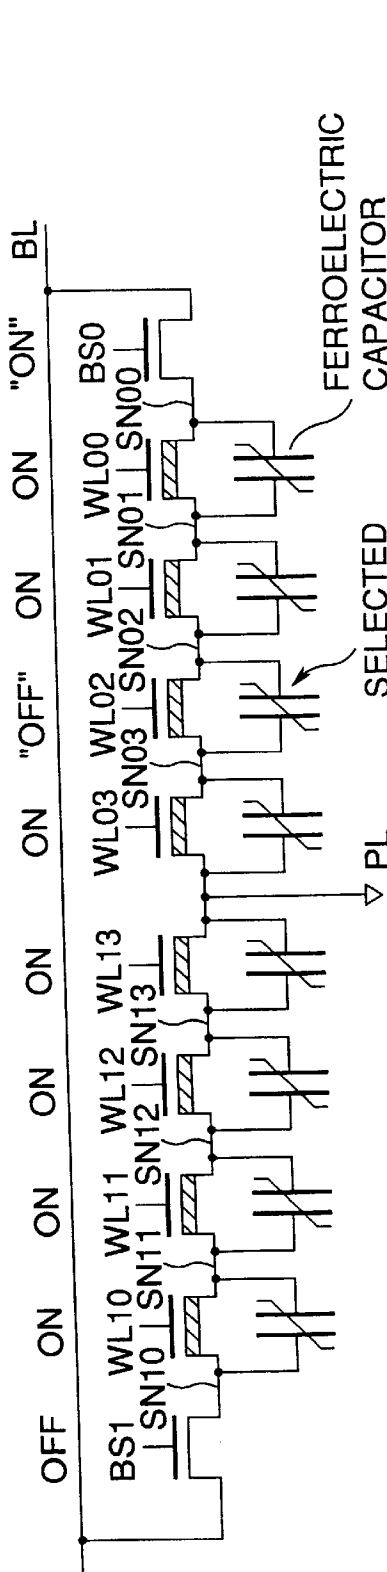 OFF ON ON ON ON ON "OFF" ON ON "ON" BL
BS1 WL10 WL11 WL12 WL13 WL03 WL02 WL01 WL00 BS0
SN10 SN11 SN12 SN13 SN03 SN02 SN01 SN00
PL
SELECTED
FERROELECTRIC
CAPACITOR